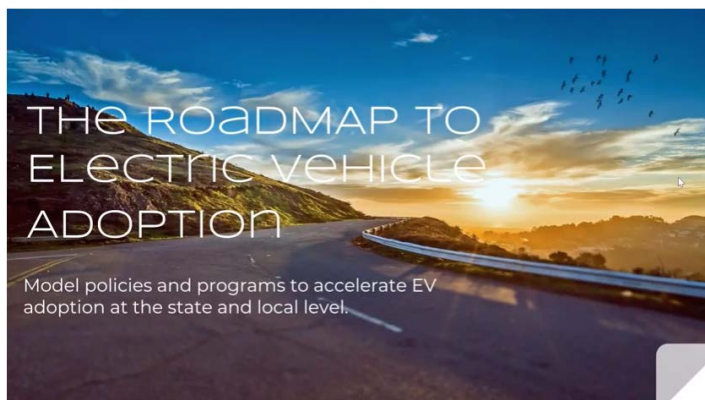 THe ROaDMAP TO
ELecTrIC VeHICLe
ADOPTIOn
Model policies and programs to accelerate EV
adoption at the state and local level.